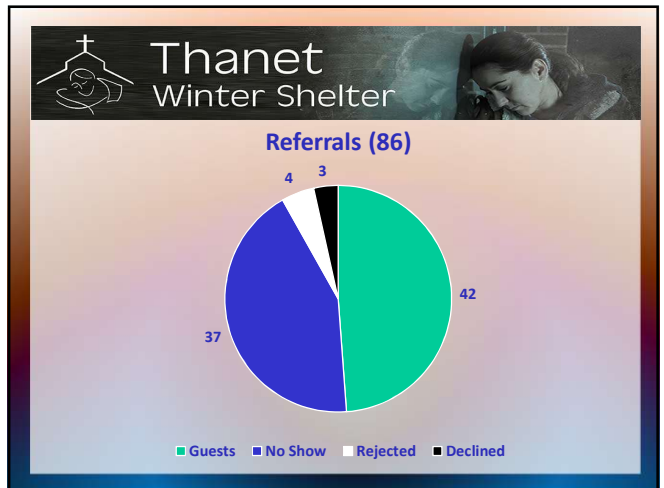 Thanet
Winter Shelter
Referrals (86)
4
3
42
37
Guests
No Show
Rejected
Declined